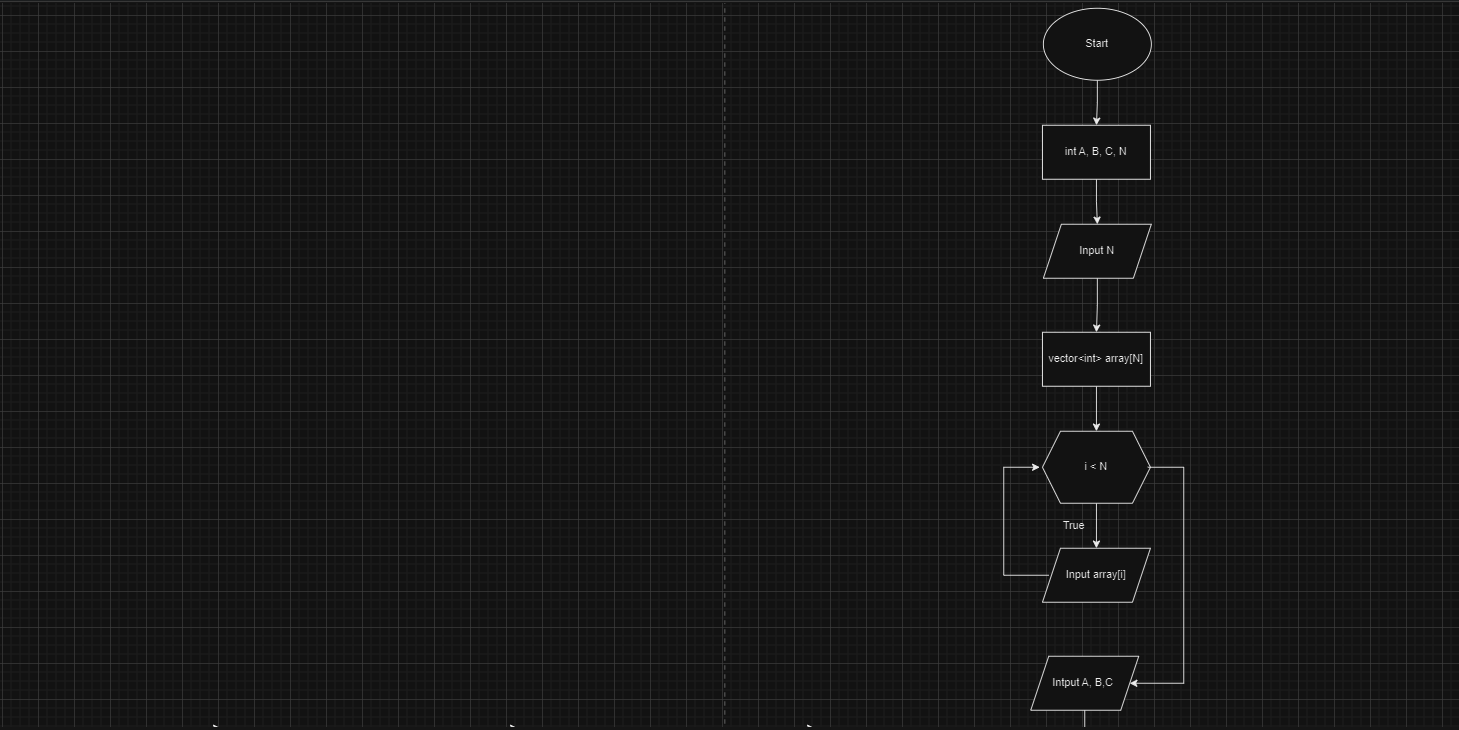 Start
int A, B, C, N
Input N
vector<int> array[N]
i < N
True
Input array[i]
Intput A, B,C